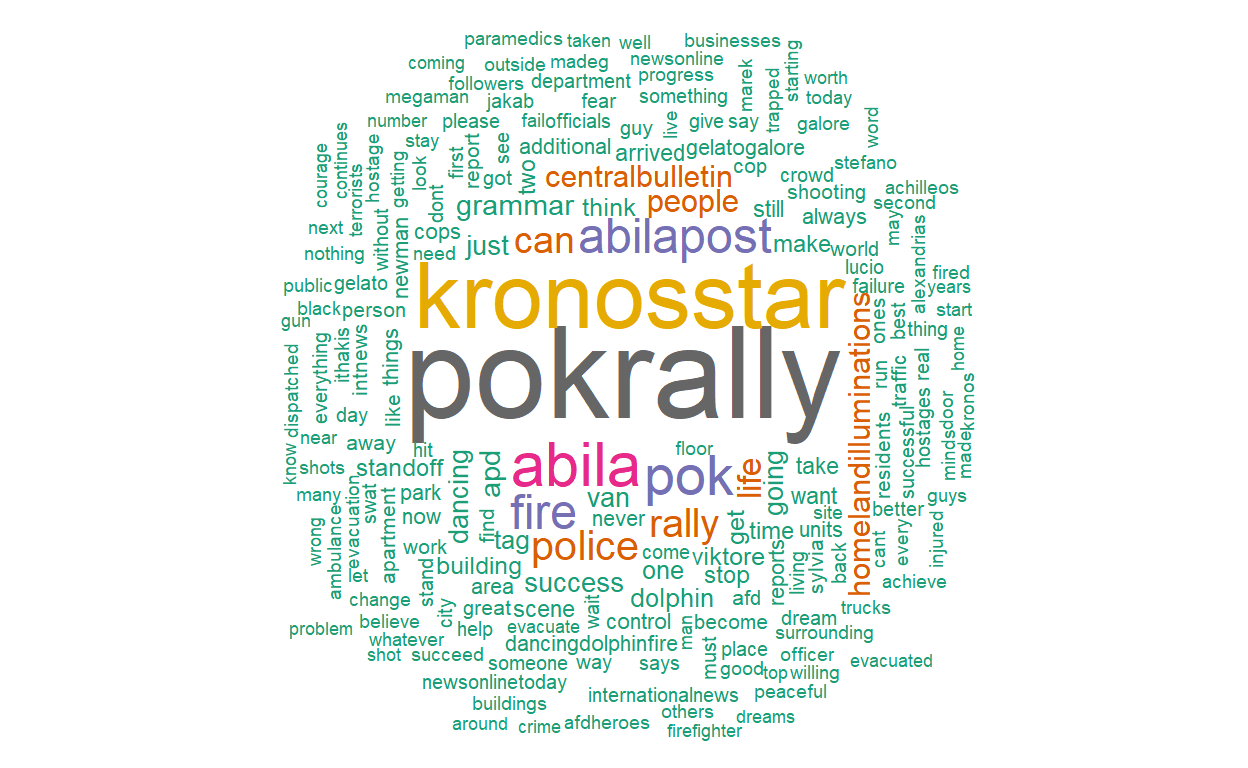 paramedics taken well businesses
coming outside madeg newsonline starting
followers department progress marek trapped worth
megaman jakab fear something today
number please failofficials guy live give say galore word
courage continues hostage stay first report see additional arrived gelatogalore
terrorists getting look got two centralbulletin cop crowd stefano
without dont grammar think people still shooting achilleos
next cops just can abilapost make always second may alexandrias
nothing newman need world lucio fired
public gelato kronosstar failure years
black person ones best start
gun everything ithakis intnews things pokrally homelandilluminations thing home
dispatched day like run traffic real
know near away hit floor residents successful hostages mindsdoor kronos
shots standoff dancing apd abila pok life going take made
many evacuation swat park fire van want guys
wrong ambulance apartment now find never rally get time site units better
let work tag police come viktore reports living sylvia back cant every injured
building success one stop achieve
change stand area great scene wait dolphin afd dream trucks
problem believe city help evacuate control man become surrounding
whatever dancingdolphinfire must place officer
shot succeed someone way says good top willing evacuated
newsonlinetoday internationalnews peaceful
buildings others dreams
around crime afdheroes firefighter